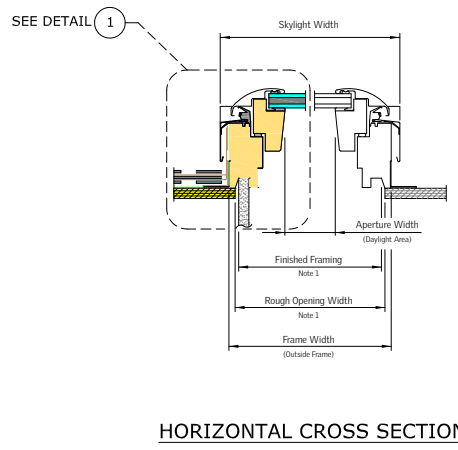 Skylight Width
SEE DETAIL 1
Aperture Width
(Daylight Area)
Finished Framing
Note 1
Rough Opening Width
Note 1
Frame Width
(Outside Frame)
HORIZONTAL CROSS SECTION